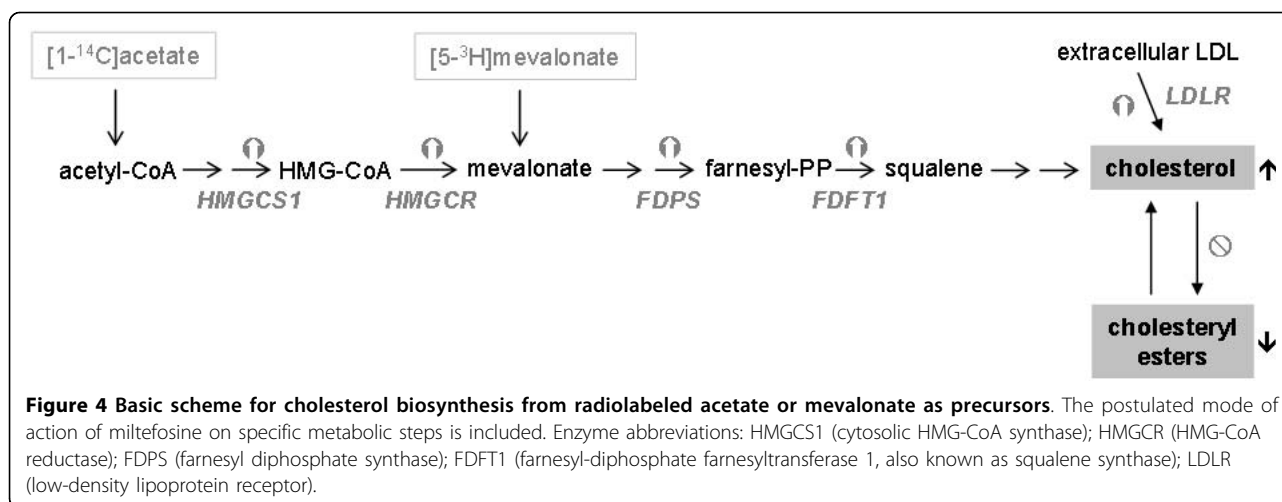 [1-¹⁴C]acetate
[5-³H]mevalonate
extracellular LDL
LDLR
acetyl-CoA
HMG-CoA
mevalonate
farnesyl-PP
squalene
cholesterol
HMGCS1
HMGCR
FDPS
FDFT1
cholesteryl
esters
Figure 4 Basic scheme for cholesterol biosynthesis from radiolabeled acetate or mevalonate as precursors. The postulated mode of
action of miltefosine on specific metabolic steps is included. Enzyme abbreviations: HMGCS1 (cytosolic HMG-CoA synthase); HMGCR (HMG-CoA
reductase); FDPS (farnesyl diphosphate synthase); FDFT1 (farnesyl-diphosphate farnesyltransferase 1, also known as squalene synthase); LDLR
(low-density lipoprotein receptor).